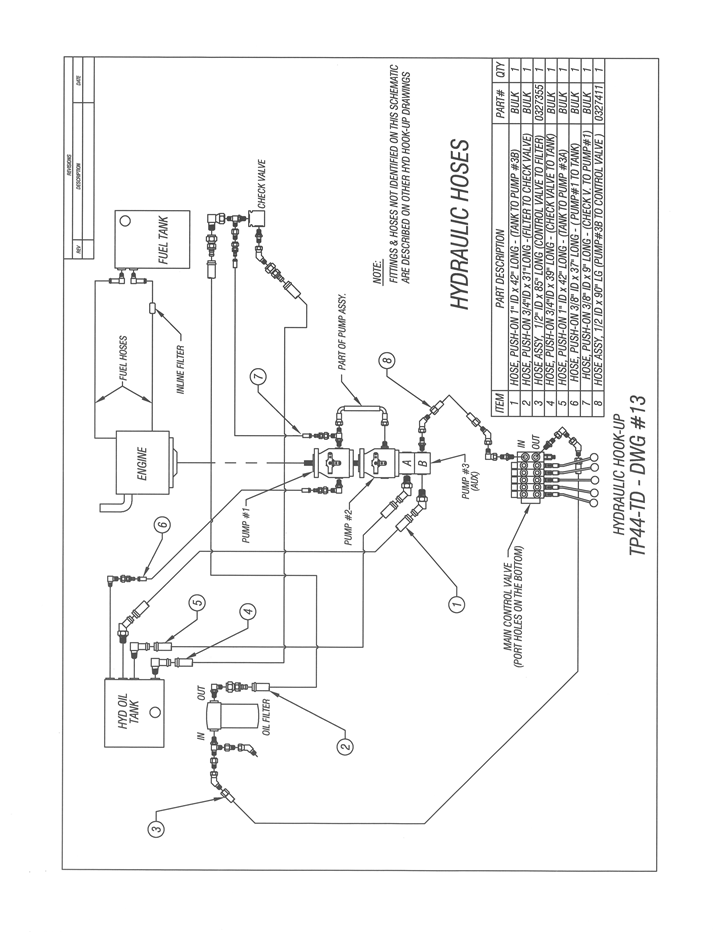 REVISIONS
REV DESCRIPTION DATE
FUEL TANK
CHECK VALVE
FUEL HOSES
INLINE FILTER
ENGINE
NOTE:
FITTINGS & HOSES NOT IDENTIFIED ON THIS SCHEMATIC
ARE DESCRIBED ON OTHER HYD HOOK-UP DRAWINGS
HYDRAULIC HOSES
PART OF PUMP ASSY.
7
8
6
PUMP #1
PUMP #2
A
B
PUMP #3
(AUX)
IN
OUT
5
4
1
MAIN CONTROL VALVE
(PORT HOLES ON THE BOTTOM)
HYD OIL
TANK
IN
OUT
OIL FILTER
2
3
ITEM PART DESCRIPTION PART# QTY
1 HOSE, PUSH-ON 1" ID x 42" LONG - (TANK TO PUMP #3B) BULK 1
2 HOSE, PUSH-ON 3/4"ID x 31"LONG - (FILTER TO CHECK VALVE) BULK 1
3 HOSE ASSY, 1/2" ID x 85" LONG (CONTROL VALVE TO FILTER) 0327355 1
4 HOSE, PUSH-ON 3/4"ID x 39" LONG - (CHECK VALVE TO TANK) BULK 1
5 HOSE, PUSH-ON 1" ID x 42" LONG - (TANK TO PUMP #3A) BULK 1
6 HOSE, PUSH-ON 3/8" ID x 37" LONG - ( PUMP#1 TO TANK) BULK 1
7 HOSE, PUSH-ON 3/8" ID x 9" LONG - (CHECK V. TO PUMP#1) BULK 1
8 HOSE ASSY, 1/2 ID x 90" LG (PUMP#3B TO CONTROL VALVE ) 0327411 1
HYDRAULIC HOOK-UP
TP44-TD - DWG #13